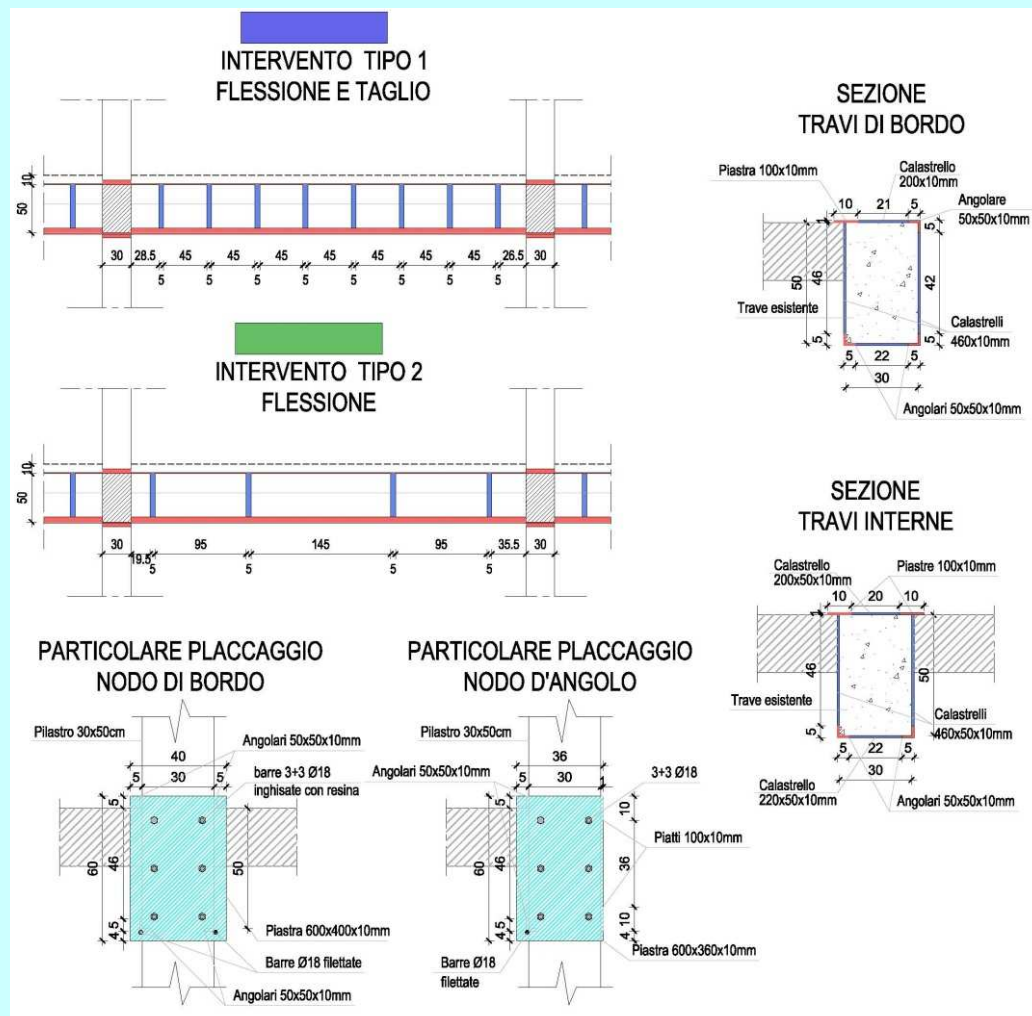 INTERVENTO TIPO 1
FLESSIONE E TAGLIO
10
50
30 28.5 45 45 45 45 45 45 45 26.5 30
5 5 5 5 5 5 5 5
INTERVENTO TIPO 2
FLESSIONE
10
50
30 19.5 95 145 95 35.5 30
5 5 5 5
SEZIONE
TRAVI DI BORDO
Piastra 100x10mm
Calastrello
200x10mm
10 21 5
Angolare
50x50x10mm
1
5
50
46
42
Trave esistente
Calastrelli
460x10mm
5
5
5 22 5
30
Angolari 50x50x10mm
SEZIONE
TRAVI INTERNE
Calastrello
200x50x10mm
Piastre 100x10mm
10 20 10
1
46
50
Trave esistente
Calastrelli
460x50x10mm
5
5 22 5
30
Calastrello
220x50x10mm
Angolari 50x50x10mm
PARTICOLARE PLACCAGGIO
NODO DI BORDO
Pilastro 30x50cm
Angolari 50x50x10mm
40
5 30 5
barre 3+3 Ø18
inghisate con resina
5
60
46
50
4.5
4
Piastra 600x400x10mm
Barre Ø18 filettate
Angolari 50x50x10mm
PARTICOLARE PLACCAGGIO
NODO D'ANGOLO
Pilastro 30x50cm
36
Angolari 50x50x10mm
5 30 1
3+3 Ø18
5
10
Piatti 100x10mm
60
46
36
4.5
4
10
4
Piastra 600x360x10mm
Barre Ø18
filettate